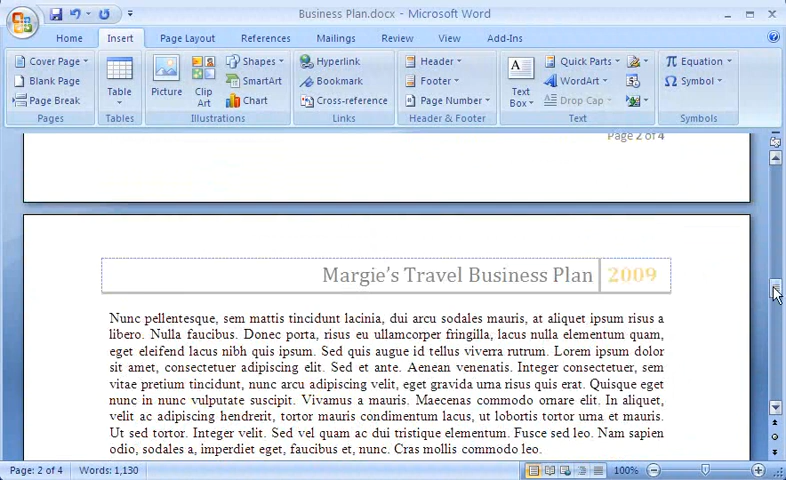 Business Plan.docx - Microsoft Word
Home Insert Page Layout References Mailings Review View Add-Ins
Cover Page
Blank Page
Page Break
Pages
Table
Tables
Picture
Clip Art
Shapes
SmartArt
Chart
Illustrations
Hyperlink
Bookmark
Cross-reference
Links
Header
Footer
Page Number
Header & Footer
Text Box
Quick Parts
WordArt
Drop Cap
Text
Equation
Symbol
Symbols
Page 2 of 4
Margie's Travel Business Plan 2009
Nunc pellentesque, sem mattis tincidunt lacinia, dui arcu sodales mauris, at aliquet ipsum risus a
libero. Nulla faucibus. Donec porta, risus eu ullamcorper fringilla, lacus nulla elementum quam,
eget eleifend lacus nibh quis ipsum. Sed quis augue id tellus viverra rutrum. Lorem ipsum dolor
sit amet, consectetuer adipiscing elit. Sed et ante. Aenean venenatis. Integer consectetuer, sem
vitae pretium tincidunt, nunc arcu adipiscing velit, eget gravida urna risus quis erat. Quisque eget
nunc in nunc vulputate suscipit. Vivamus a mauris. Maecenas commodo ornare elit. In aliquet,
velit ac adipiscing hendrerit, tortor mauris condimentum lacus, ut lobortis tortor urna et mauris.
Ut sed tortor. Integer velit. Sed vel quam ac dui tristique elementum. Fusce sed leo. Nam sapien
odio, sodales a, imperdiet eget, faucibus et, nunc. Cras mollis commodo leo.
Page: 2 of 4 Words: 1,130 100%